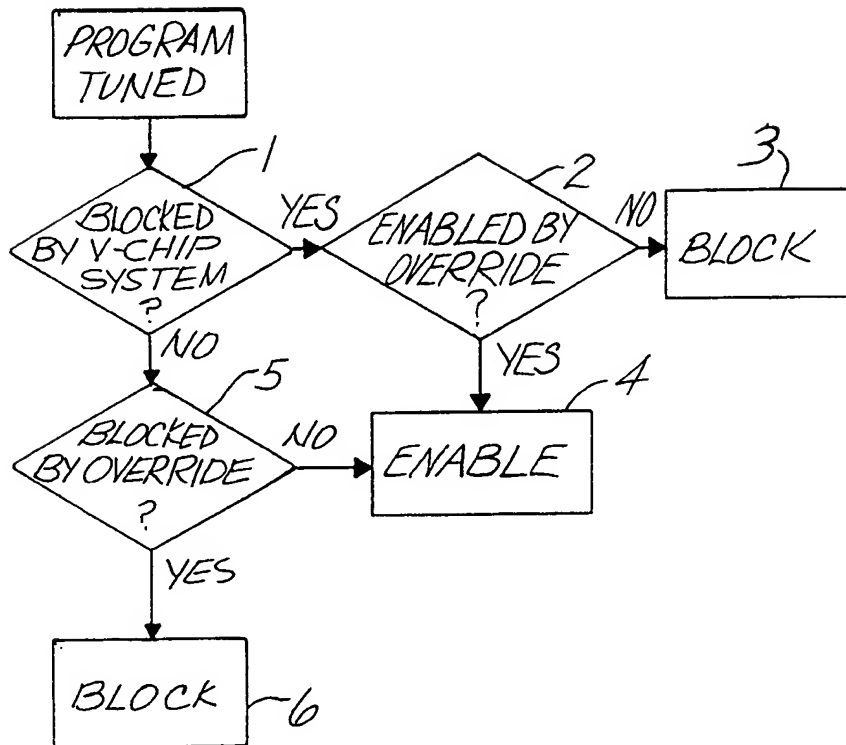 PROGRAM
TUNED
1
BLOCKED
BY V-CHIP
SYSTEM
?
YES
2
ENABLED BY
OVERRIDE
?
NO
3
BLOCK
NO
YES
5
BLOCKED
BY OVERRIDE
?
NO
4
ENABLE
YES
BLOCK
6